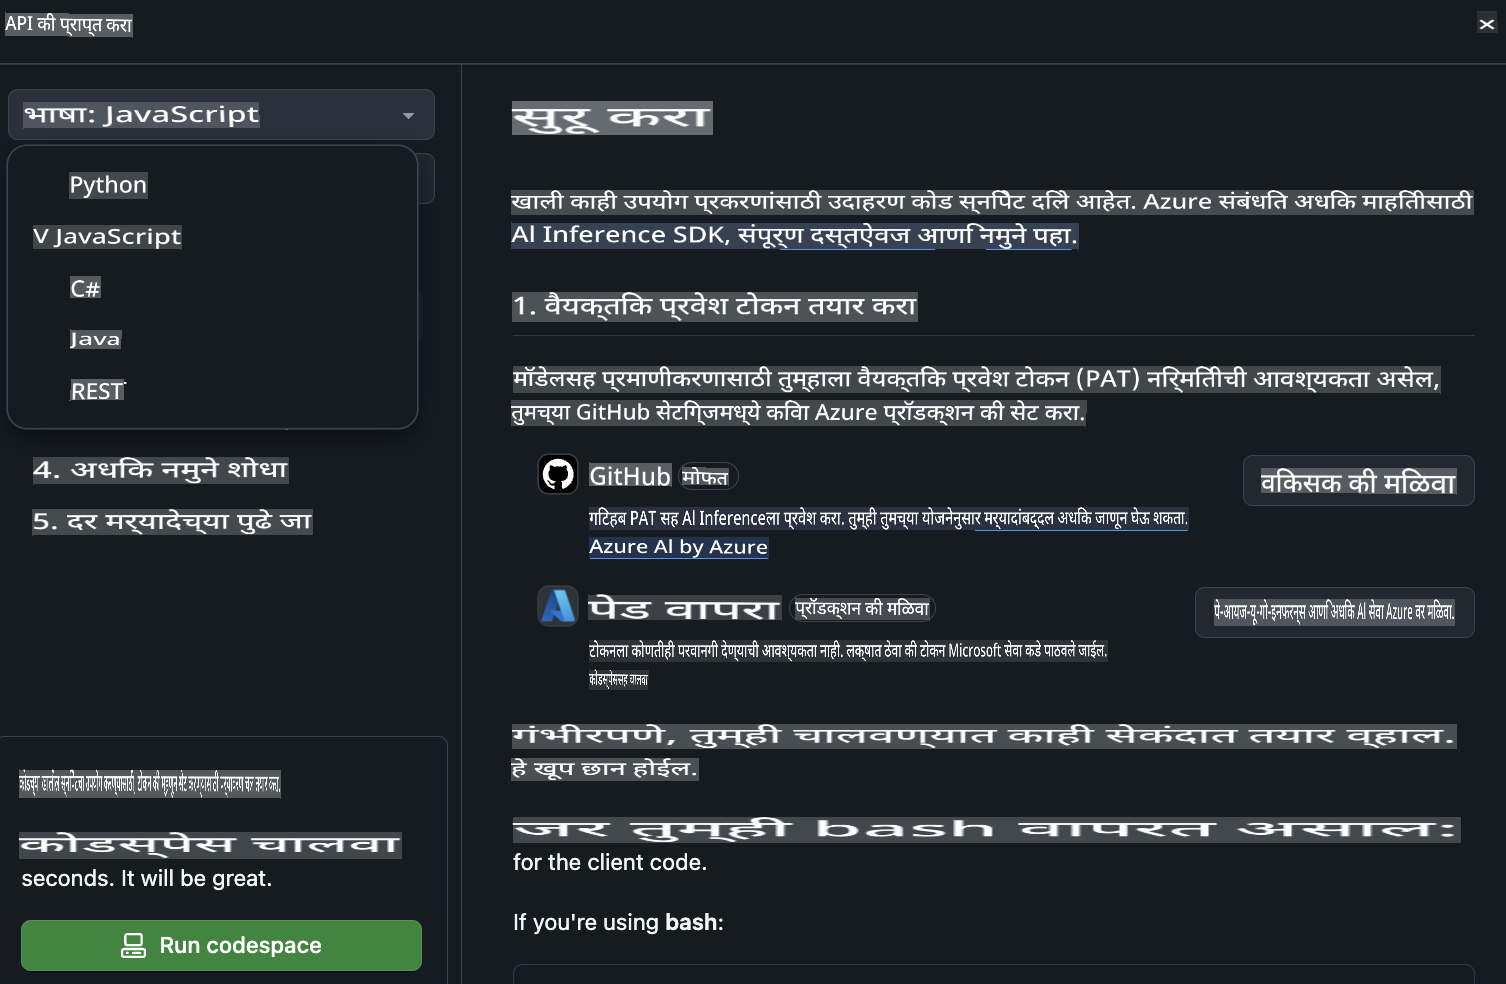 API की प्राप्त करा
भाषा: JavaScript
Python
V JavaScript
C#
Java
REST
4. अधिक नमुने शोधा
5. दर मर्यादेच्या पुढे जा
कोडस्पेस चालवा
seconds. It will be great.
Run codespace
सुरू करा
खाली काही उपयोग प्रकरणांसाठी उदाहरण कोड स्निपेट दिले आहेत. Azure संबंधित अधिक माहितीसाठी
AI Inference SDK, संपूर्ण दस्तऐवज आणि नमुने पहा.
1. वैयक्तिक प्रवेश टोकन तयार करा
मॉडेलसह प्रमाणीकरणासाठी तुम्हाला वैयक्तिक प्रवेश टोकन (PAT) निर्मितीची आवश्यकता असेल,
तुमच्या GitHub सेटिंग्जमध्ये किंवा Azure प्रॉडक्शन की सेट करा.
GitHub मोफत
विकसक की मिळवा
गिटहब PAT सह AI Inferenceला प्रवेश करा. तुम्ही तुमच्या योजनेनुसार मर्यादांबद्दल अधिक जाणून घेऊ शकता.
Azure AI by Azure
पेड वापरा प्रॉडक्शन की मिळवा
पे-आयज-यू-गो-इनफरन्स आणि अधिक AI सेवा Azure वर मिळवा.
टोकनला कोणतीही परवानगी देण्याची आवश्यकता नाही. लक्षात ठेवा की टोकन Microsoft सेवा कडे पाठवले जाईल.
कोडस्पेससह चालवा
गंभीरपणे, तुम्ही चालवण्यात काही सेकंदात तयार व्हाल.
हे खूप छान होईल.
जर तुम्ही bash वापरत असाल:
for the client code.
If you're using bash: